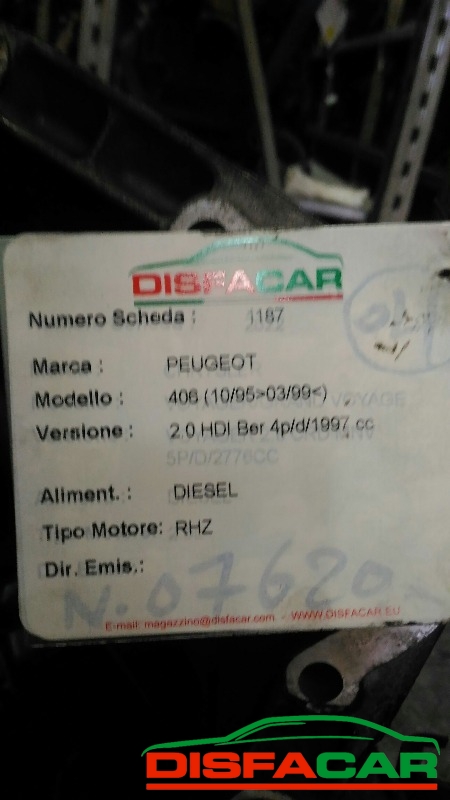 DISFACAR
Numero Scheda : 1187
Marca : PEUGEOT
Modello : 406 (10/95>03/99<)
Versione : 2.0 HDI Ber 4p/d/1997 cc
5P/D/2776CC
Aliment. : DIESEL
Tipo Motore: RHZ
Dir. Emis.:
N. 07620
E-mail: magazzino@disfacar.com - WWW.DISFACAR.EU
DISFACAR